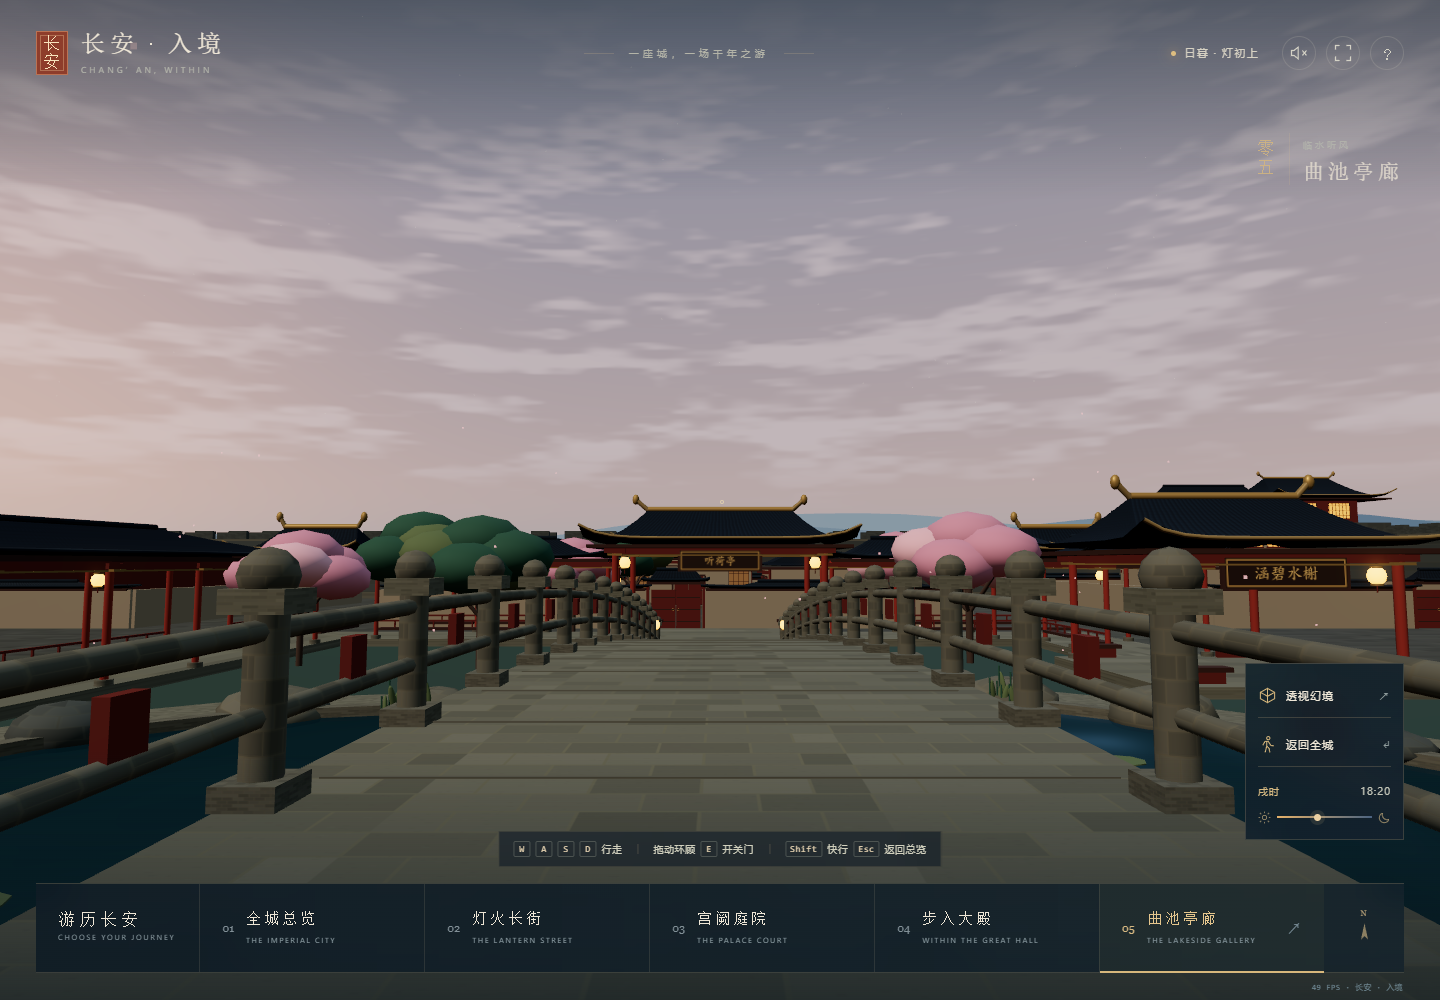 长安
长安 · 入境
CHANG' AN, WITHIN
一座城，一场千年之游
日暮 · 灯初上
?
零五
临水听风
曲池亭廊
听荷亭
涵碧水榭
透视幻境
返回全城
戌时 18:20
W A S D 行走 拖动环顾 E 开关门 Shift 快行 Esc 返回总览
游历长安
CHOOSE YOUR JOURNEY
01 全城总览
THE IMPERIAL CITY
02 灯火长街
THE LANTERN STREET
03 宫阙庭院
THE PALACE COURT
04 步入大殿
WITHIN THE GREAT HALL
05 曲池亭廊
THE LAKESIDE GALLERY
N
49 FPS · 长安 · 入境